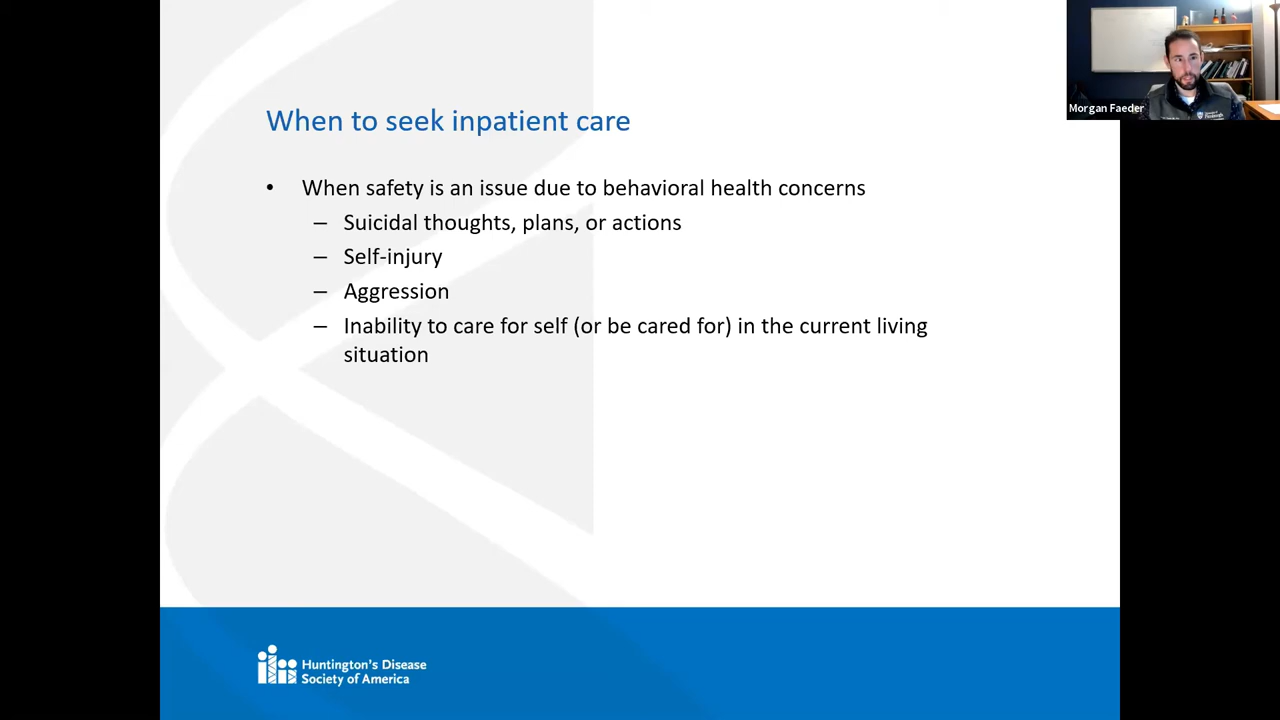 When to seek inpatient care
• When safety is an issue due to behavioral health concerns
– Suicidal thoughts, plans, or actions
– Self-injury
– Aggression
– Inability to care for self (or be cared for) in the current living
situation
Morgan Faeder
Huntington's Disease
Society of America